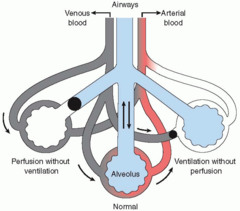 Airways
Venous
blood
Arterial
blood
Perfusion without
ventilation
Ventilation without
perfusion
Alveolus
Normal